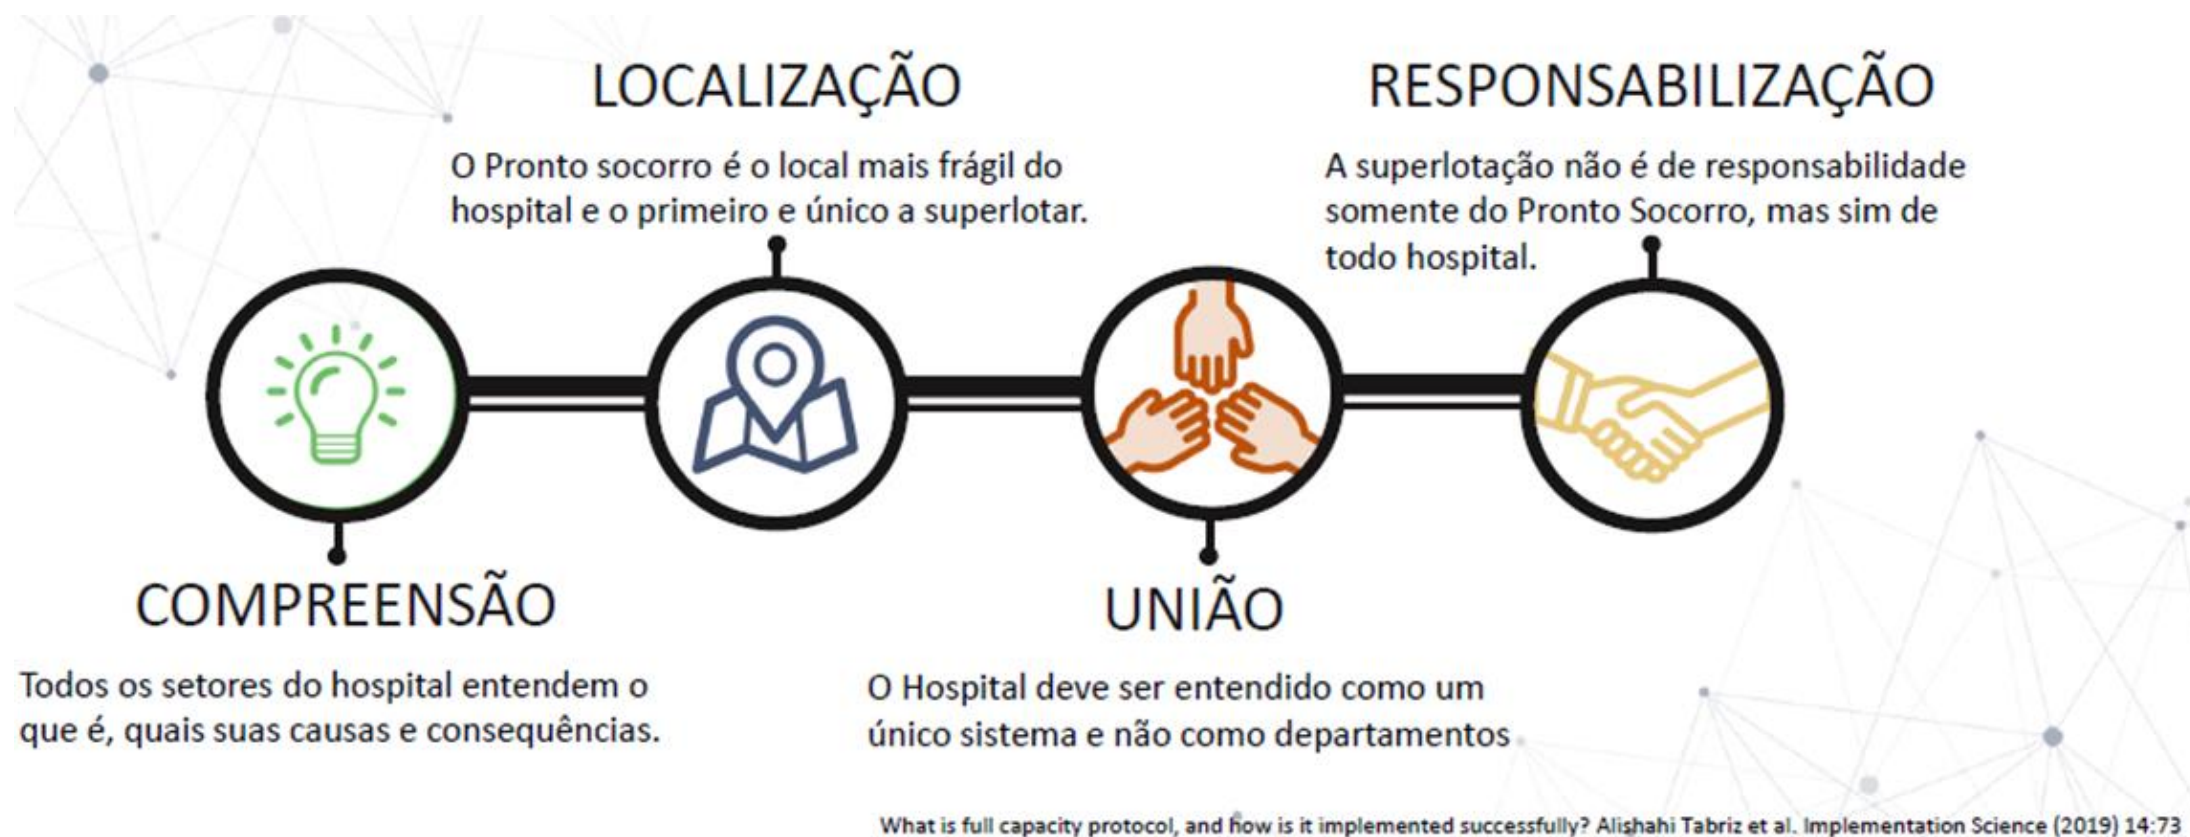 LOCALIZAÇÃO
O Pronto socorro é o local mais frágil do
hospital e o primeiro e único a superlotar.
RESPONSABILIZAÇÃO
A superlotação não é de responsabilidade
somente do Pronto Socorro, mas sim de
todo hospital.
COMPREENSÃO
Todos os setores do hospital entendem o
que é, quais suas causas e consequências.
UNIÃO
O Hospital deve ser entendido como um
único sistema e não como departamentos
What is full capacity protocol, and how is it implemented successfully? Alishahi Tabriz et al. Implementation Science (2019) 14:73